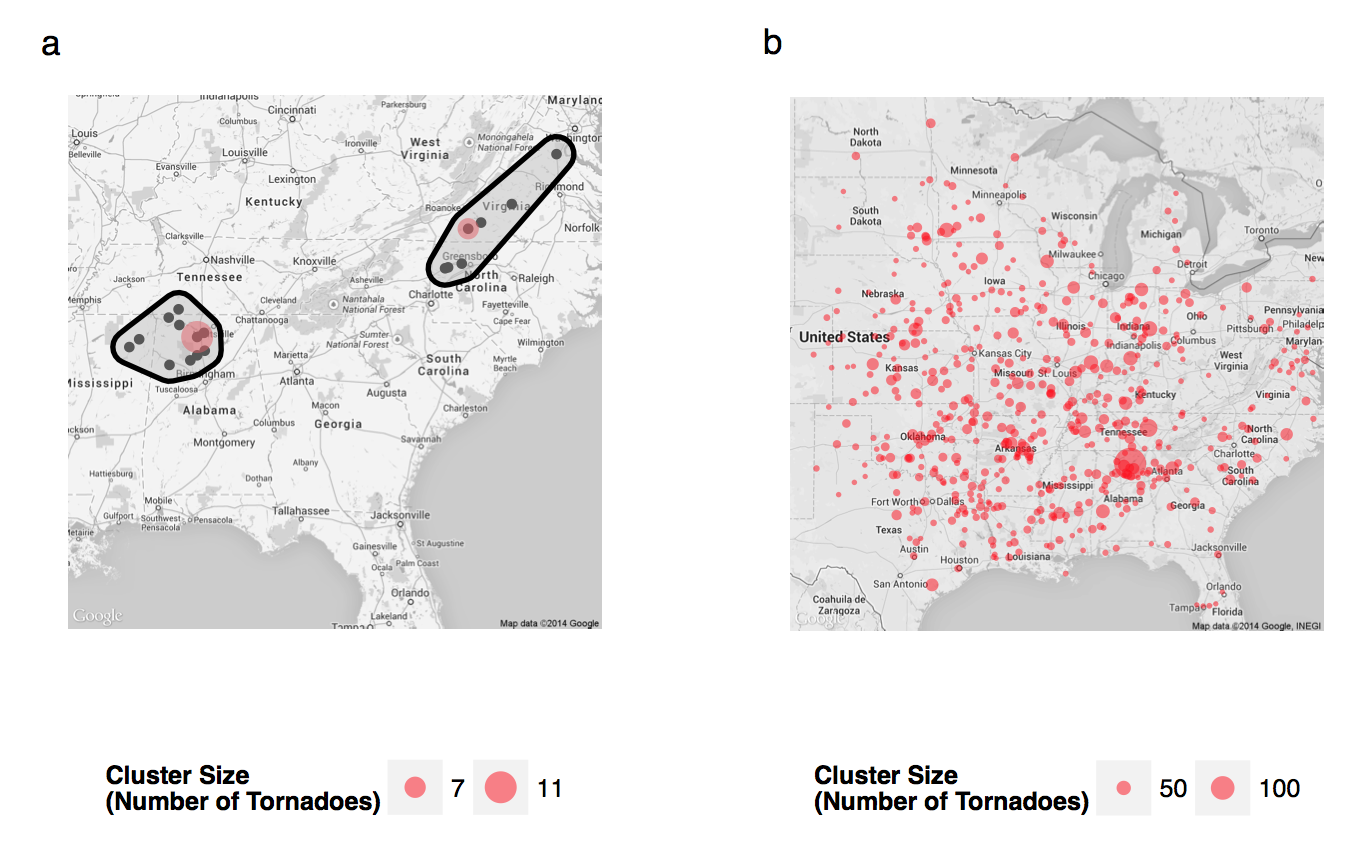 a
Indianapolis
Parkersburg
Maryland
Cincinnati
Columbus
Louis
Belleville
Louisville
Ironville
West
Virginia
Monongahela
National Fore
Evansville
Lexington
Kentucky
Roanoke
Virginia
Norfolk
Clarksville
Nashville
Knoxville
Greensboro
Tennessee
Raleigh
North
Carolina
Jackson
Asheville
Nantahala
National Forest
Charlotte
Fayetteville
Cape Fear
Memphis
Cleveland
Chattanooga
Sumter
National Forest
Wilmington
Marietta
South
Carolina
Myrtle
Beach
Birmingham
Mississippi
Tuscaloosa
Atlanta
Augusta
Alabama
Macon
Charleston
Georgia
Columbus
Montgomery
Savannah
Albany
Hattiesburg
Dothan
Mobile
Gulfport
Southwest
Pensacola
Pensacola
Tallahassee
Jacksonville
Gainesville
St Augustine
Ocala
Palm Coast
Orlando
Lakeland
Tampa
Google
Map data ©2014 Google
Cluster Size
(Number of Tornadoes)
7
11
b
North
Dakota
Minnesota
Minneapolis
South
Dakota
Wisconsin
Michigan
Toronto
Milwaukee
Detroit
New
Chicago
Iowa
Nebraska
Ohio
Pennsylvania
Illinois
Indiana
Pittsburgh
Philadelp
United States
Indianapolis
Columbus
Marylan
Kansas City
West
Virginia
Kansas
Missouri
St. Louis
Kentucky
Virginia
Oklahoma
Tennessee
North
Carolina
Arkansas
Charlotte
Atlanta
South
Carolina
Mississippi
Fort Worth
Dallas
Alabama
Georgia
Texas
Austin
Houston
Louisiana
Jacksonville
San Antonio
Orlando
Coahuila de
Zaragoza
Tampa
Florida
Google
Map data ©2014 Google, INEGI
Cluster Size
(Number of Tornadoes)
50
100